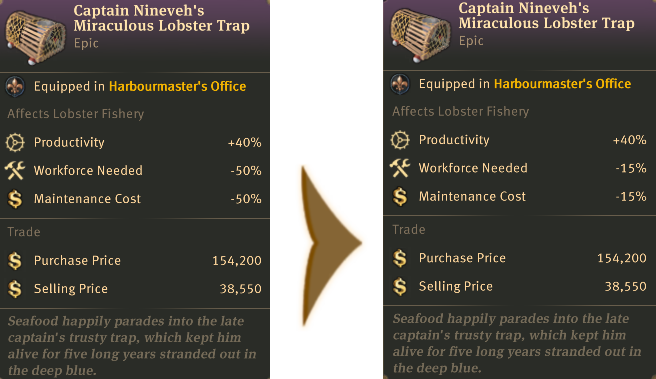 Captain Nineveh's
Miraculous Lobster Trap
Epic
Equipped in Harbourmaster's Office
Affects Lobster Fishery
Productivity +40%
Workforce Needed -50%
Maintenance Cost -50%
Trade
Purchase Price 154,200
Selling Price 38,550
Seafood happily parades into the late
captain's trusty trap, which kept him
alive for five long years stranded out in
the deep blue.
Captain Nineveh's
Miraculous Lobster Trap
Epic
Equipped in Harbourmaster's Office
Affects Lobster Fishery
Productivity +40%
Workforce Needed -15%
Maintenance Cost -15%
Trade
Purchase Price 154,200
Selling Price 38,550
Seafood happily parades into the late
captain's trusty trap, which kept him
alive for five long years stranded out in
the deep blue.